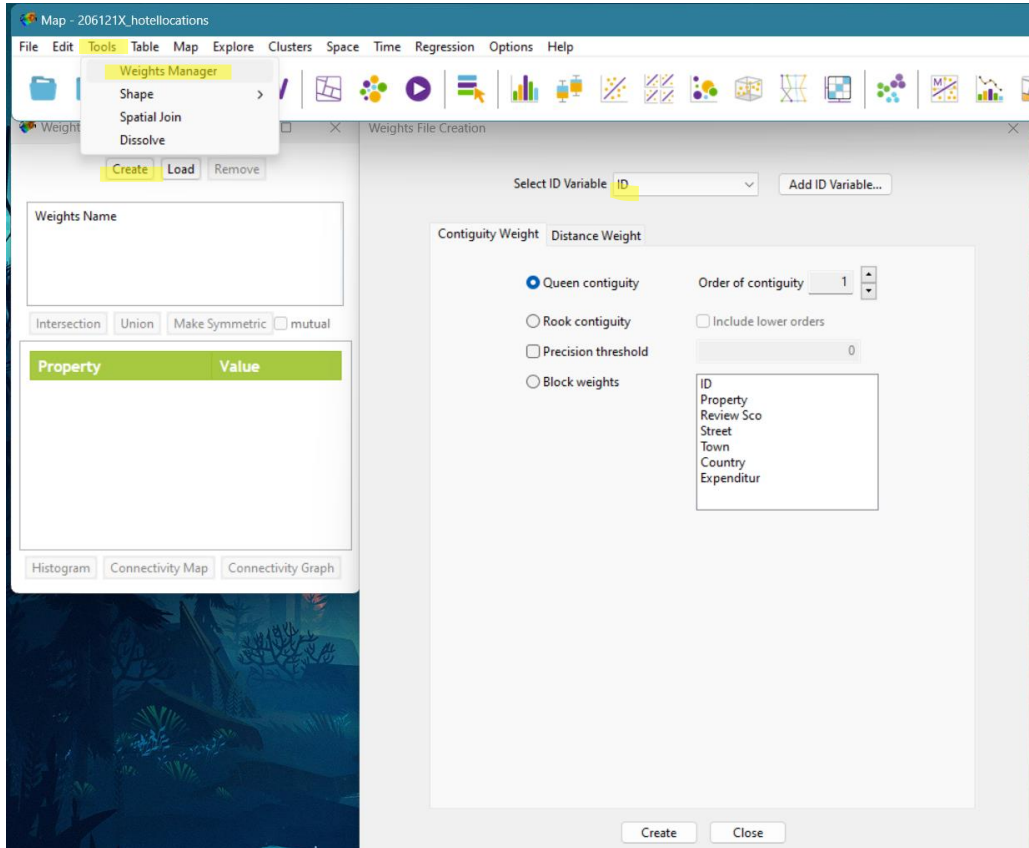 Map - 206121X_hotellocations
File Edit Tools Table Map Explore Clusters Space Time Regression Options Help
Weights Manager
Shape
Spatial Join
Dissolve
Weight
Create Load Remove
Weights Name
Intersection Union Make Symmetric mutual
Property Value
Histogram Connectivity Map Connectivity Graph
Weights File Creation
Select ID Variable ID Add ID Variable...
Contiguity Weight Distance Weight
Queen contiguity Order of contiguity 1
Rook contiguity Include lower orders
Precision threshold 0
Block weights
ID
Property
Review Sco
Street
Town
Country
Expenditur
Create Close